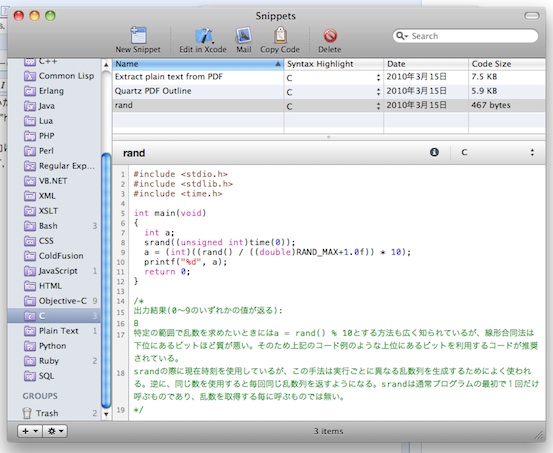 Snippets
New Snippet
Edit in Xcode
Mail
Copy Code
Delete
Search
C++
Common Lisp
Erlang
Java
Lua
PHP
Perl
Regular Exp...
VB.NET
XML
XSLT
Bash 3
CSS
ColdFusion
JavaScript 1
HTML
Objective-C 9
C 3
Plain Text 1
Python
Ruby 2
SQL
GROUPS
Trash 2
Name Syntax Highlight Date Code Size
Extract plain text from PDF C 2010年3月15日 7.5 KB
Quartz PDF Outline C 2010年3月15日 5.9 KB
rand C 2010年3月15日 467 bytes
rand C
1 #include <stdio.h>
2 #include <stdlib.h>
3 #include <time.h>
4
5 int main(void)
6 {
7 int a;
8 srand((unsigned int)time(0));
9 a = (int)((rand() / ((double)RAND_MAX+1.0f)) * 10);
10 printf("%d", a);
11 return 0;
12 }
13
14 /*
15 出力結果(0〜9のいずれかの値が返る):
16 8
17 特定の範囲で乱数を求めたいときにはa = rand() % 10とする方法も広く知られているが、線形合同法は
下位にあるビットほど質が悪い。そのため上記のコード例のような上位にあるビットを利用するコードが推奨
されている。
18 srandの際に現在時刻を使用しているが、この手法は実行ごとに異なる乱数列を生成するためによく使われ
る。逆に、同じ数を使用すると毎回同じ乱数列を返すようになる。srandは通常プログラムの最初で１回だけ
呼ぶものであり、乱数を取得する毎に呼ぶものでは無い。
19 */
3 items